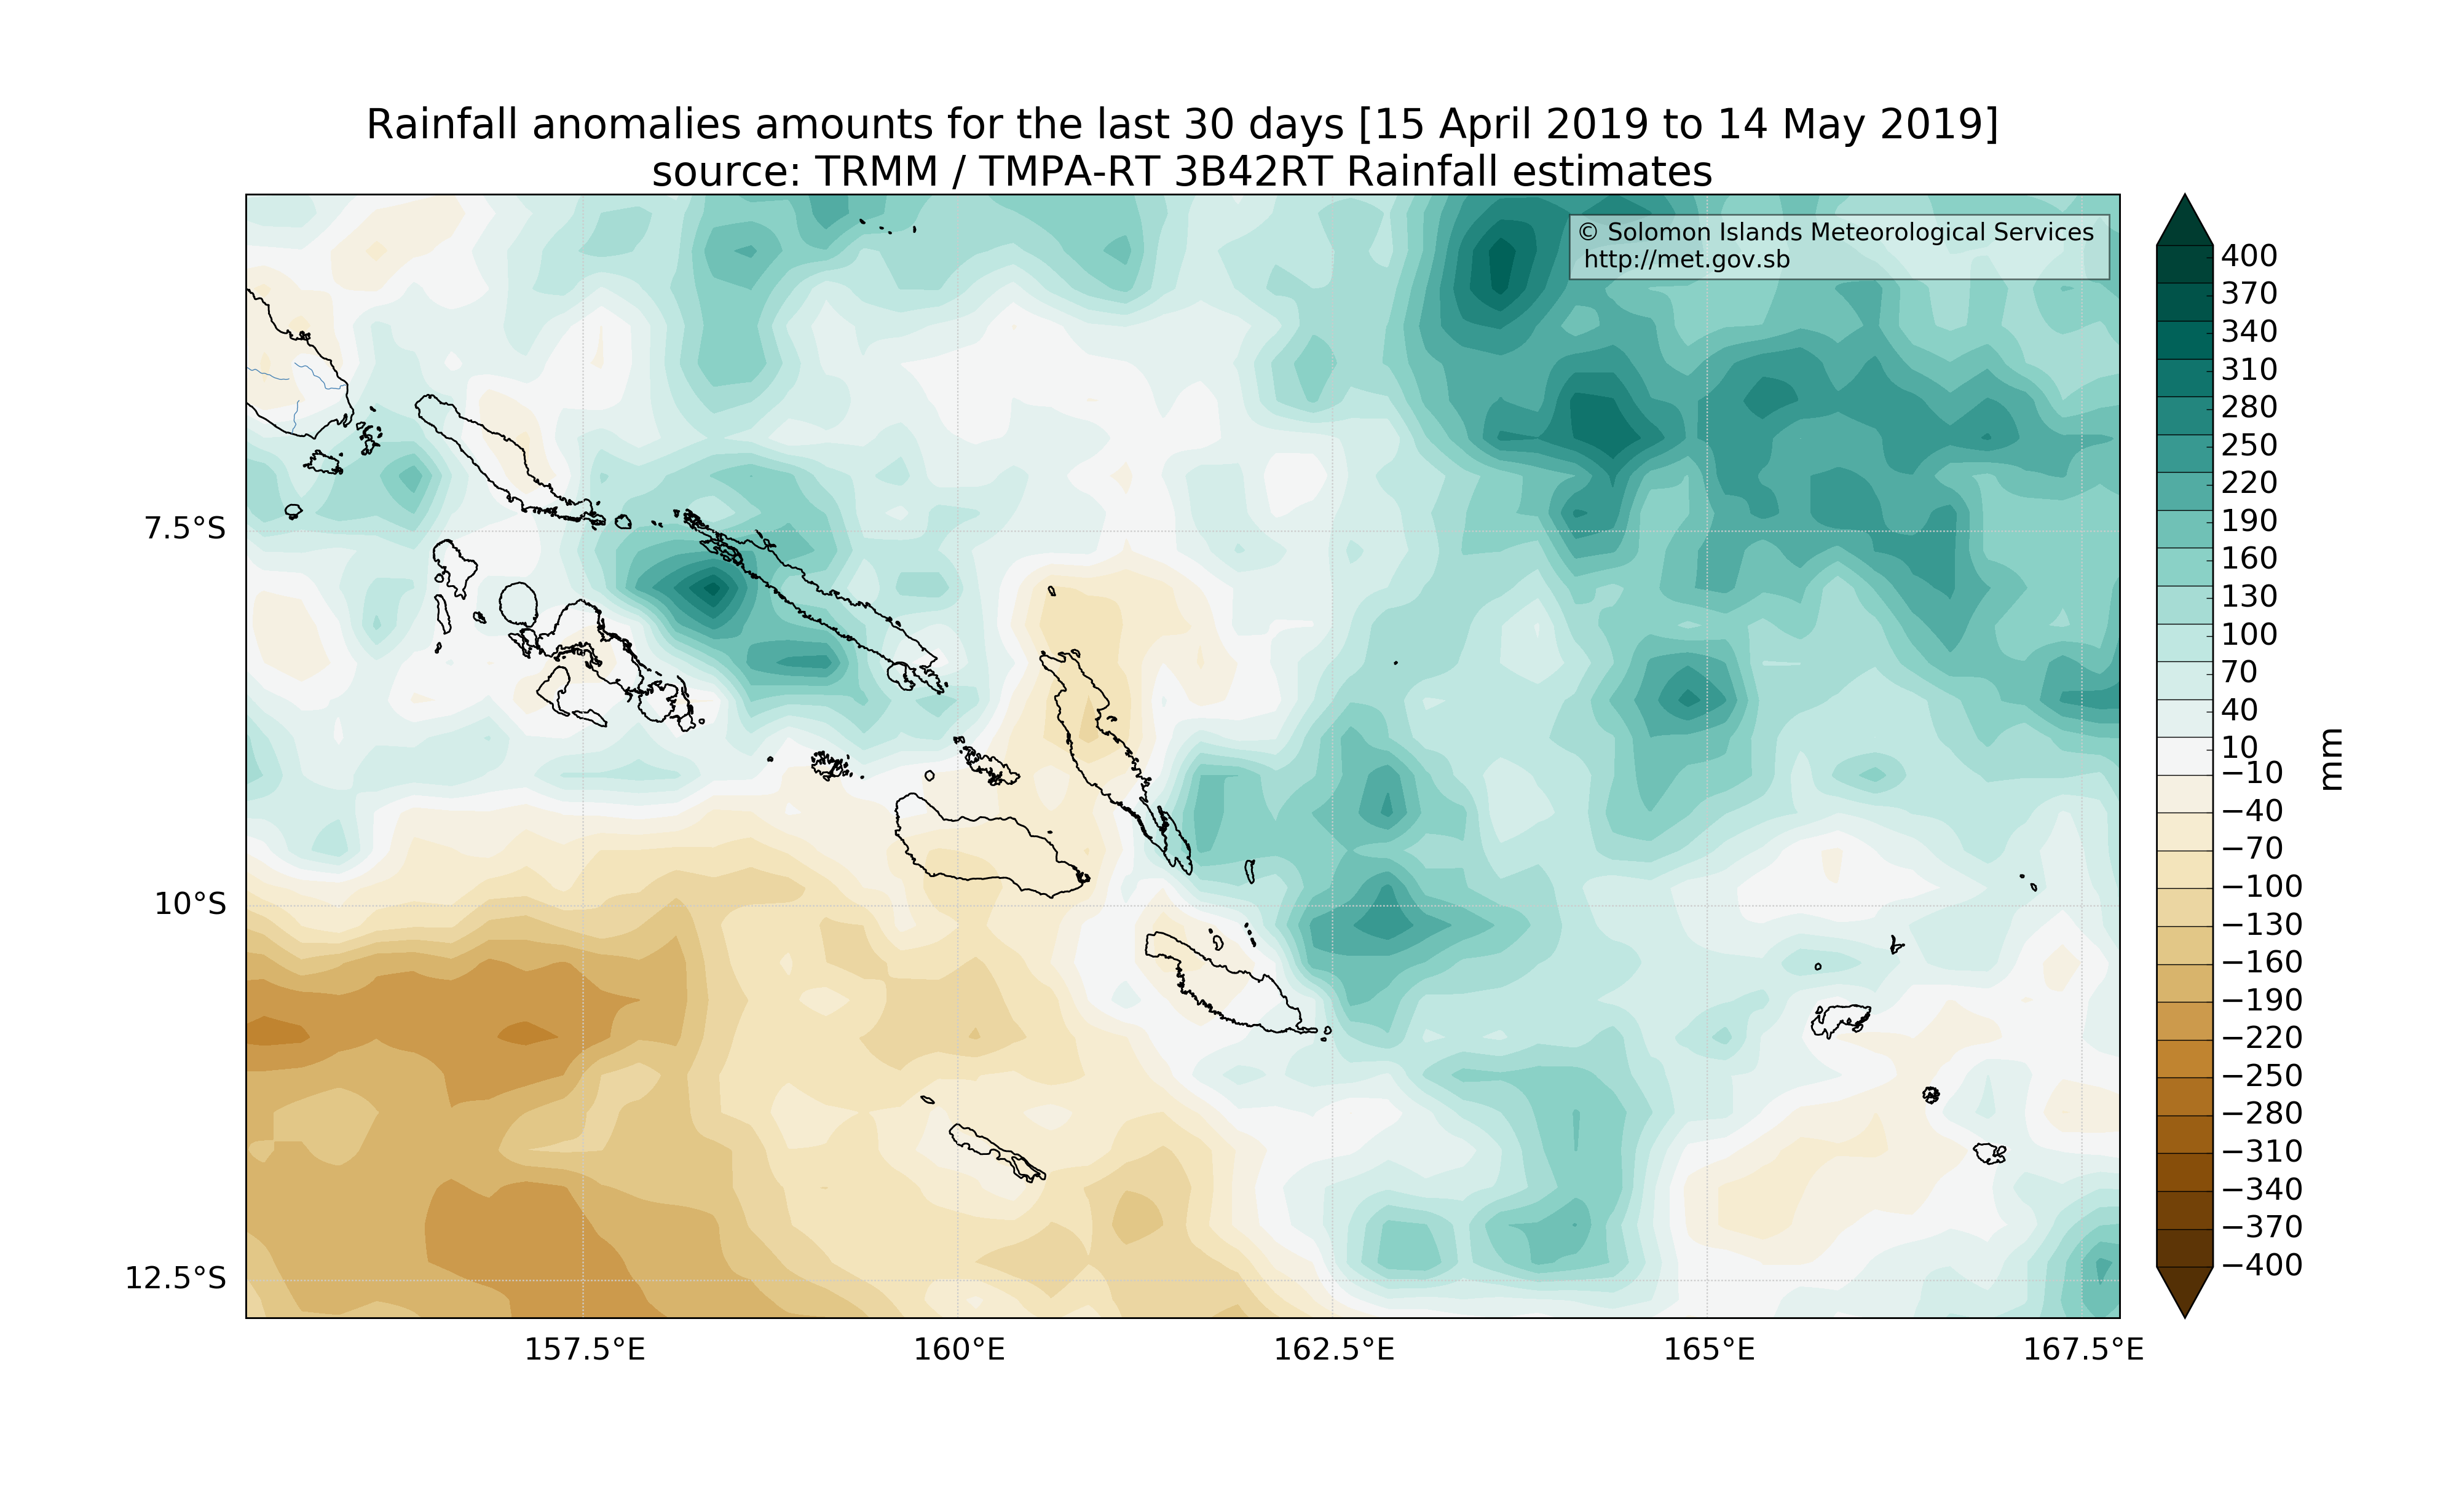 Rainfall anomalies amounts for the last 30 days [15 April 2019 to 14 May 2019]
source: TRMM / TMPA-RT 3B42RT Rainfall estimates
© Solomon Islands Meteorological Services
http://met.gov.sb
7.5°S
10°S
12.5°S
157.5°E
160°E
162.5°E
165°E
167.5°E
400
370
340
310
280
250
220
190
160
130
100
70
40
10
−10
−40
−70
−100
−130
−160
−190
−220
−250
−280
−310
−340
−370
−400
mm